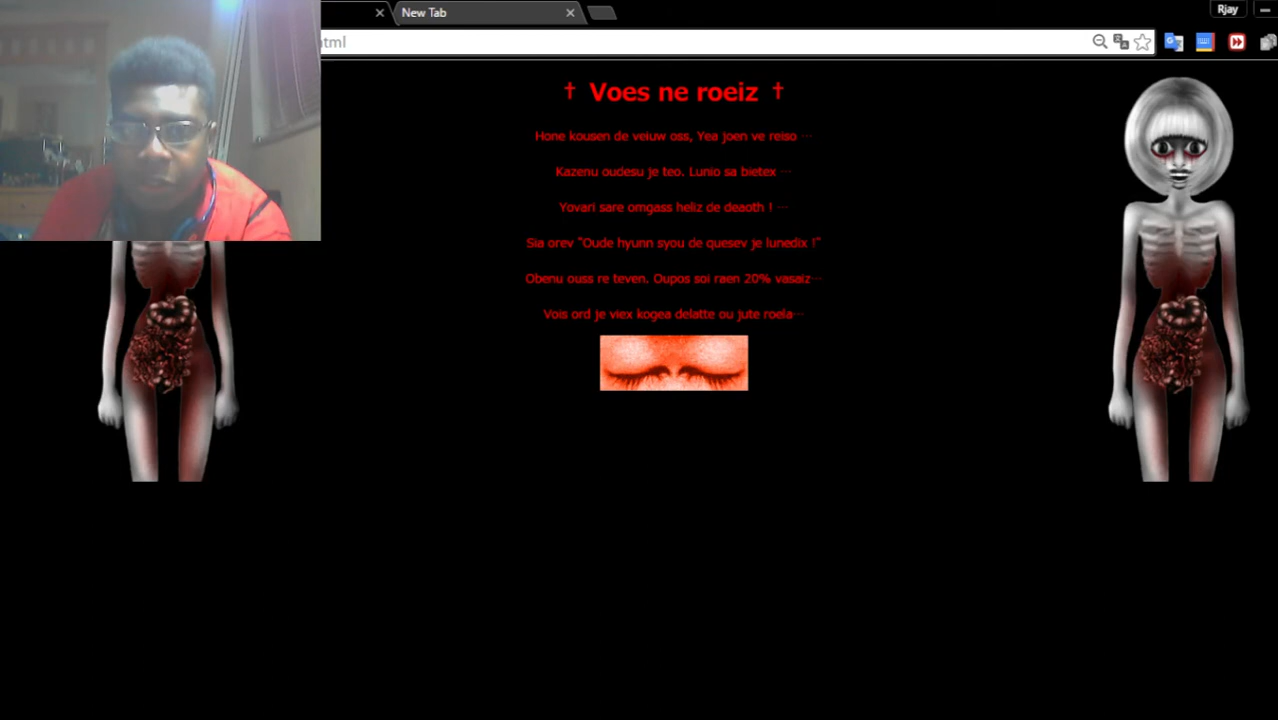 New Tab
Rjay
html
† Voes ne roeiz †
Hone kousen de veiuw oss, Yea joen ve reiso ···
Kazenu oudesu je teo. Lunio sa bietex ···
Yovari sare omgass heliz de deaoth ! ···
Sia orev "Oude hyunn syou de quesev je lunedix !"
Obenu ouss re teven. Oupos soi raen 20% vasaiz···
Vois ord je viex kogea delatte ou jute roela···